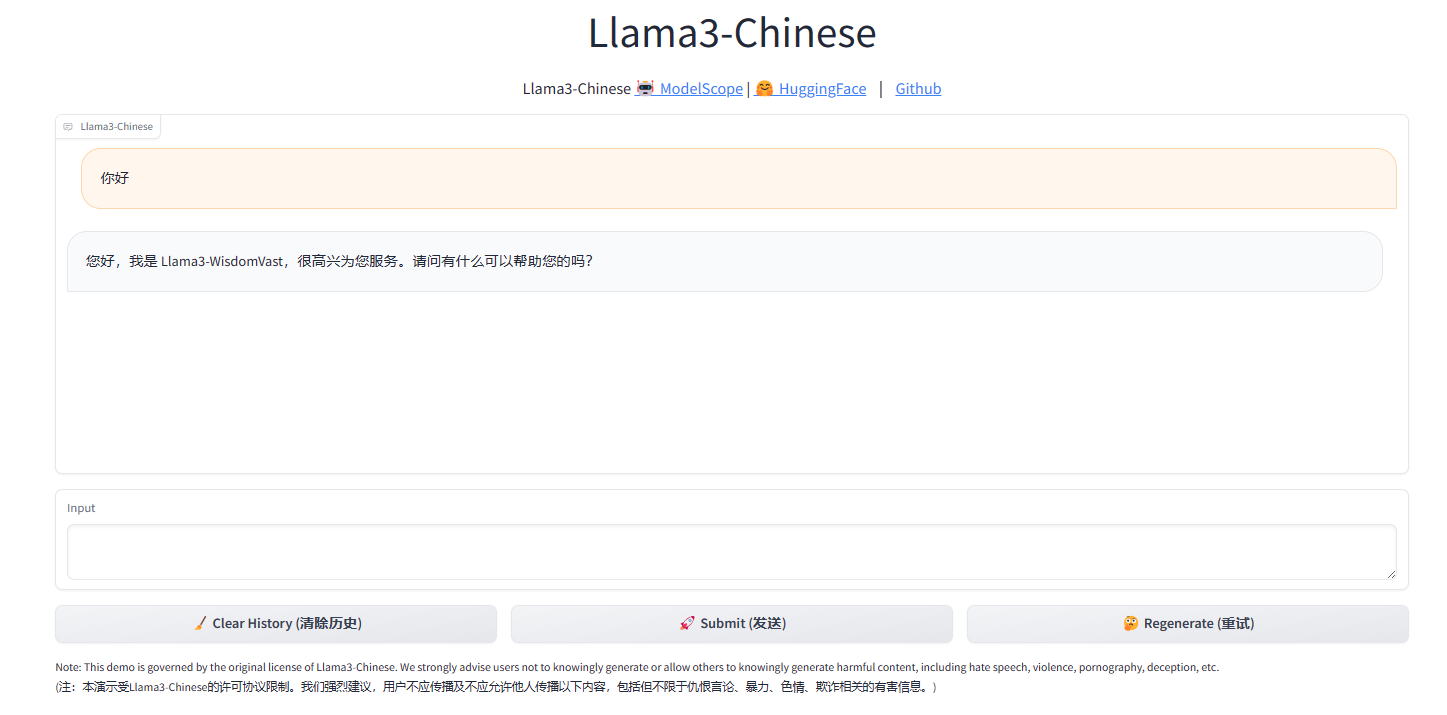 Llama3-Chinese
Llama3-Chinese 🤖 ModelScope | 🤗 HuggingFace | Github
Llama3-Chinese
你好
您好，我是 Llama3-WisdomVast，很高兴为您服务。请问有什么可以帮助您的吗?
Input
🧹 Clear History (清除历史) 🚀 Submit (发送) 🤔 Regenerate (重试)
Note: This demo is governed by the original license of Llama3-Chinese. We strongly advise users not to knowingly generate or allow others to knowingly generate harmful content, including hate speech, violence, pornography, deception, etc.
(注：本演示受Llama3-Chinese的许可协议限制。我们强烈建议，用户不应传播及不应允许他人传播以下内容，包括但不限于仇恨言论、暴力、色情、欺诈相关的有害信息。)